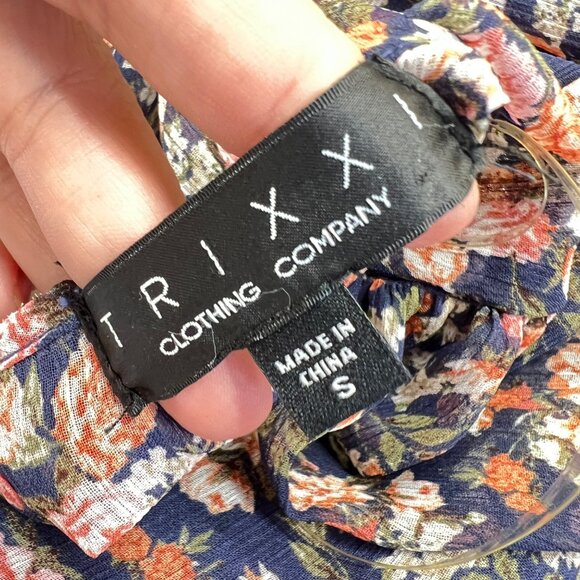 TRIXXI
CLOTHING COMPANY
MADE IN
CHINA
S